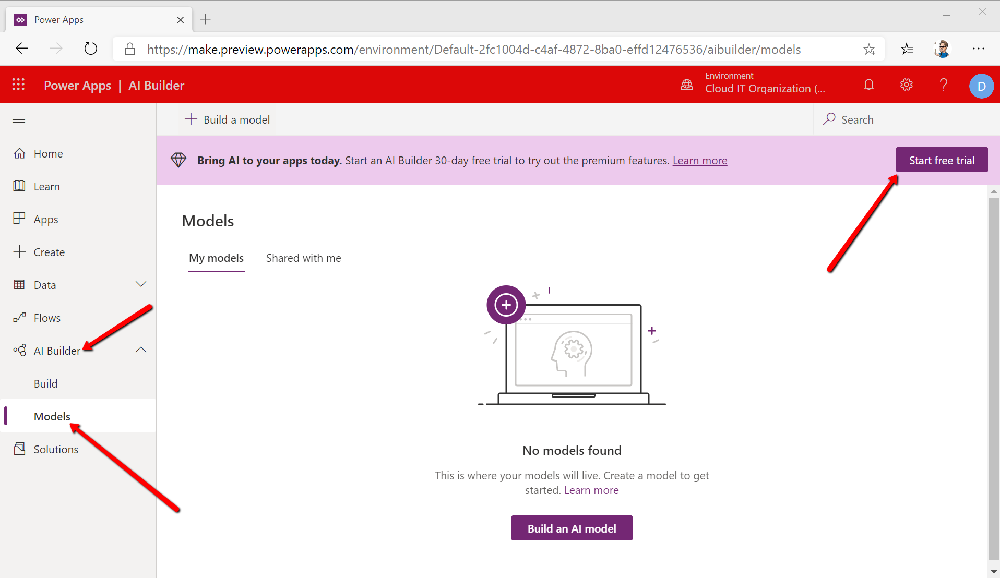 Power Apps
https://make.preview.powerapps.com/environment/Default-2fc1004d-c4af-4872-8ba0-effd12476536/aibuilder/models
Power Apps | AI Builder
Environment
Cloud IT Organization (...
D
Build a model
Search
Bring AI to your apps today. Start an AI Builder 30-day free trial to try out the premium features. Learn more
Start free trial
Home
Learn
Apps
Create
Data
Flows
AI Builder
Build
Models
Solutions
Models
My models
Shared with me
No models found
This is where your models will live. Create a model to get
started. Learn more
Build an AI model